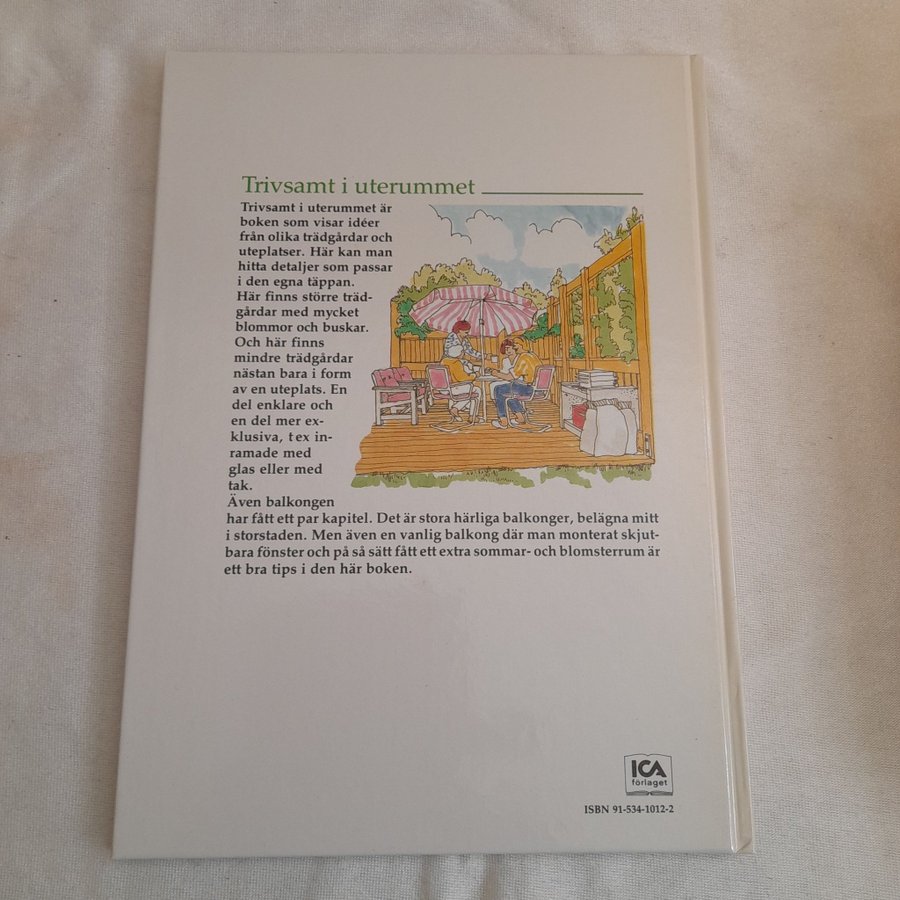 Trivsamt i uterummet
Trivsamt i uterummet är
boken som visar idéer
från olika trädgårdar och
uteplatser. Här kan man
hitta detaljer som passar
i den egna täppan.
Här finns större träd-
gårdar med mycket
blommor och buskar.
Och här finns
mindre trädgårdar
nästan bara i form
av en uteplats. En
del enklare och
en del mer ex-
klusiva, t ex in-
ramade med
glas eller med
tak.
Även balkongen
har fått ett par kapitel. Det är stora härliga balkonger, belägna mitt
i storstaden. Men även en vanlig balkong där man monterat skjut-
bara fönster och på så sätt fått ett extra sommar- och blomsterrum är
ett bra tips i den här boken.
ICA
förlaget
ISBN 91-534-1012-2